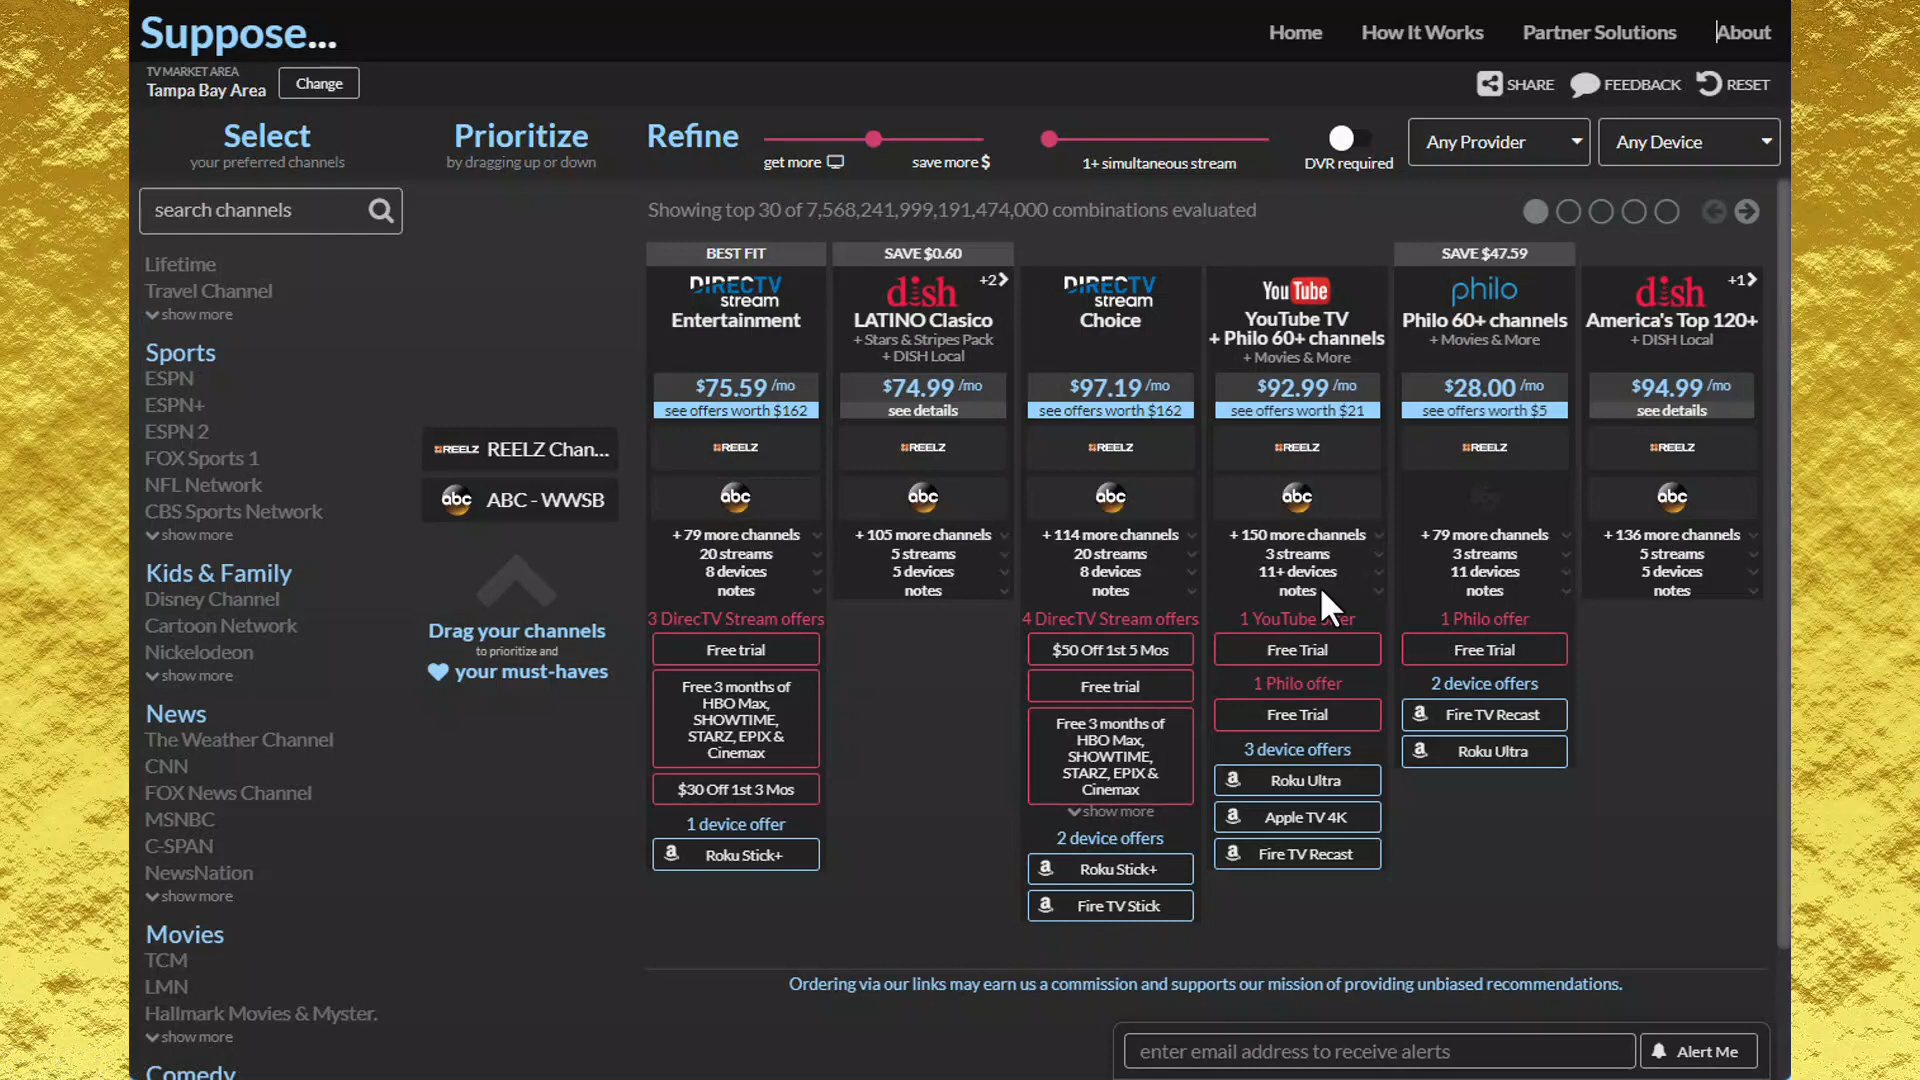 Suppose...
Home
How It Works
Partner Solutions
About
TV MARKET AREA
Tampa Bay Area
Change
SHARE
FEEDBACK
RESET
Select
your preferred channels
Prioritize
by dragging up or down
Refine
get more
save more $
1+ simultaneous stream
DVR required
Any Provider
Any Device
search channels
Lifetime
Travel Channel
show more
Sports
ESPN
ESPN+
ESPN 2
FOX Sports 1
NFL Network
CBS Sports Network
show more
Kids & Family
Disney Channel
Cartoon Network
Nickelodeon
show more
News
The Weather Channel
CNN
FOX News Channel
MSNBC
C-SPAN
NewsNation
show more
Movies
TCM
LMN
Hallmark Movies & Myster.
show more
Comedy
REELZ REELZ Chan...
abc ABC - WWSB
Drag your channels
to prioritize and
your must-haves
Showing top 30 of 7,568,241,999,191,474,000 combinations evaluated
BEST FIT
DIRECTV
stream
Entertainment
$75.59 /mo
see offers worth $162
REELZ
abc
+ 79 more channels
20 streams
8 devices
notes
3 DirecTV Stream offers
Free trial
Free 3 months of
HBO Max,
SHOWTIME,
STARZ, EPIX &
Cinemax
$30 Off 1st 3 Mos
1 device offer
Roku Stick+
SAVE $0.60
dish
+2
LATINO Clasico
+ Stars & Stripes Pack
+ DISH Local
$74.99 /mo
see details
REELZ
abc
+ 105 more channels
5 streams
5 devices
notes
DIRECTV
stream
Choice
$97.19 /mo
see offers worth $162
REELZ
abc
+ 114 more channels
20 streams
8 devices
notes
4 DirecTV Stream offers
$50 Off 1st 5 Mos
Free trial
Free 3 months of
HBO Max,
SHOWTIME,
STARZ, EPIX &
Cinemax
show more
2 device offers
Roku Stick+
Fire TV Stick
YouTube
YouTube TV
+ Philo 60+ channels
+ Movies & More
$92.99 /mo
see offers worth $21
REELZ
abc
+ 150 more channels
3 streams
11+ devices
notes
1 YouTube offer
Free Trial
1 Philo offer
Free Trial
3 device offers
Roku Ultra
Apple TV 4K
Fire TV Recast
SAVE $47.59
philo
Philo 60+ channels
+ Movies & More
$28.00 /mo
see offers worth $5
REELZ
abc
+ 79 more channels
3 streams
11 devices
notes
1 Philo offer
Free Trial
2 device offers
Fire TV Recast
Roku Ultra
dish
+1
America's Top 120+
+ DISH Local
$94.99 /mo
see details
REELZ
abc
+ 136 more channels
5 streams
5 devices
notes
Ordering via our links may earn us a commission and supports our mission of providing unbiased recommendations.
enter email address to receive alerts
Alert Me